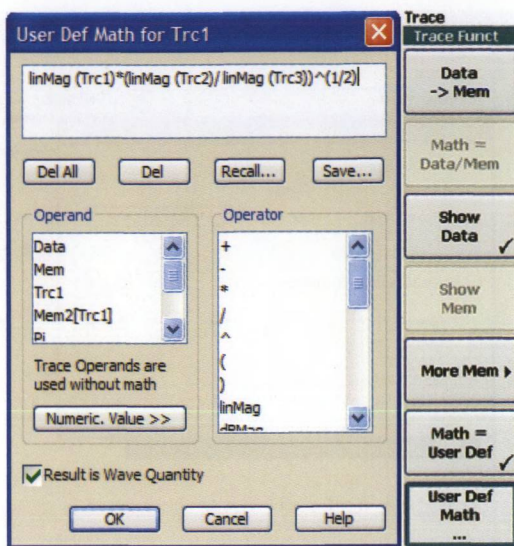 User Def Math for Trc1
linMag (Trc1)*(linMag (Trc2)/ linMag (Trc3))^(1/2)
Del All
Del
Recall...
Save...
Operand
Data
Mem
Trc1
Mem2[Trc1]
Pi
Trace Operands are
used without math
Numeric. Value >>
Operator
+
-
*
/
^
(
)
linMag
dBMag
Result is Wave Quantity
OK
Cancel
Help
Trace
Trace Funct
Data
-> Mem
Math =
Data/Mem
Show
Data
Show
Mem
More Mem
Math =
User Def
User Def
Math
...